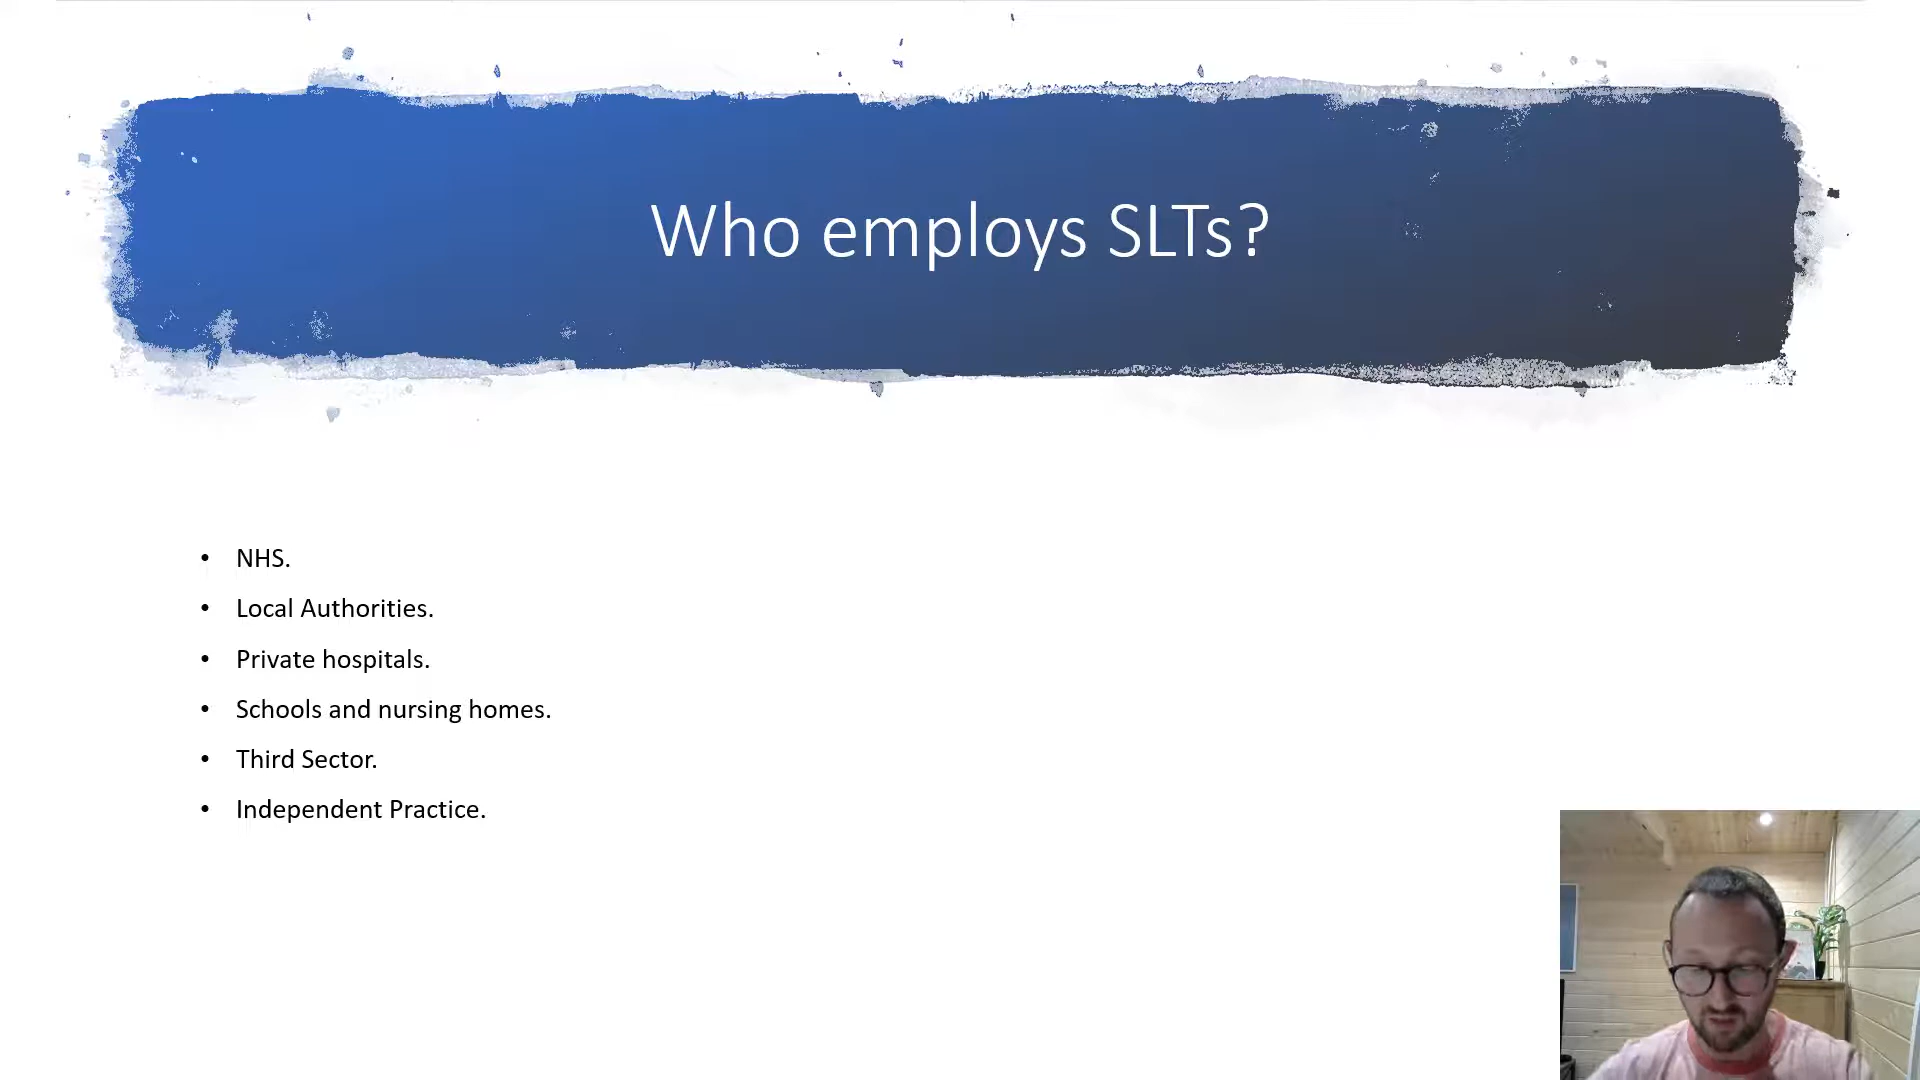 Who employs SLTs?
• NHS.
• Local Authorities.
• Private hospitals.
• Schools and nursing homes.
• Third Sector.
• Independent Practice.